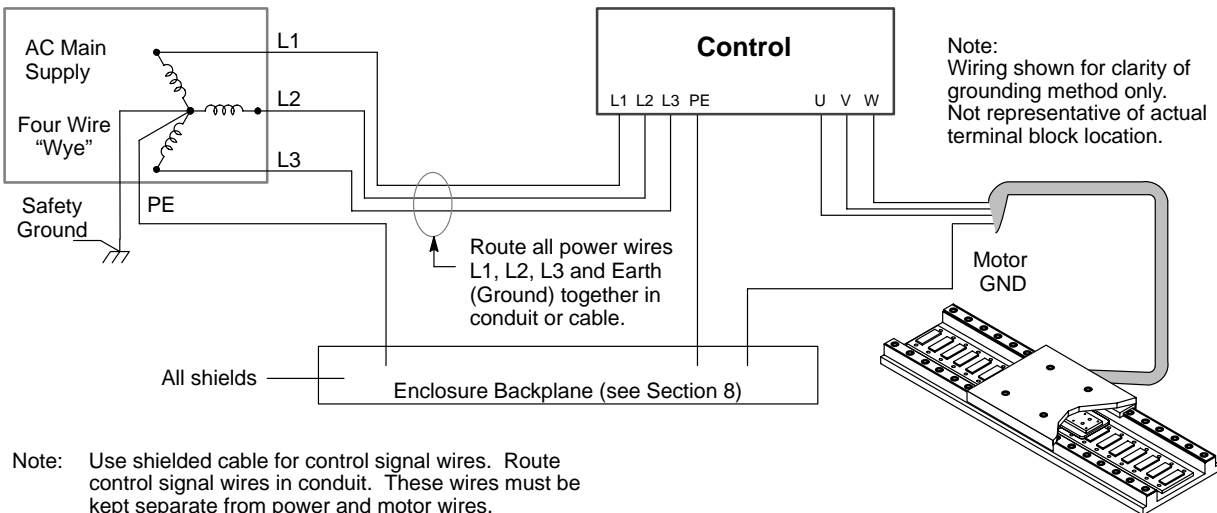 AC Main
Supply
Four Wire
“Wye”
L1
L2
L3
Safety
Ground
PE
Control
L1 L2 L3 PE
U V W
Note:
Wiring shown for clarity of
grounding method only.
Not representative of actual
terminal block location.
Route all power wires
L1, L2, L3 and Earth
(Ground) together in
conduit or cable.
Motor
GND
All shields
Enclosure Backplane (see Section 8)
Note: Use shielded cable for control signal wires. Route
control signal wires in conduit. These wires must be
kept separate from power and motor wires.